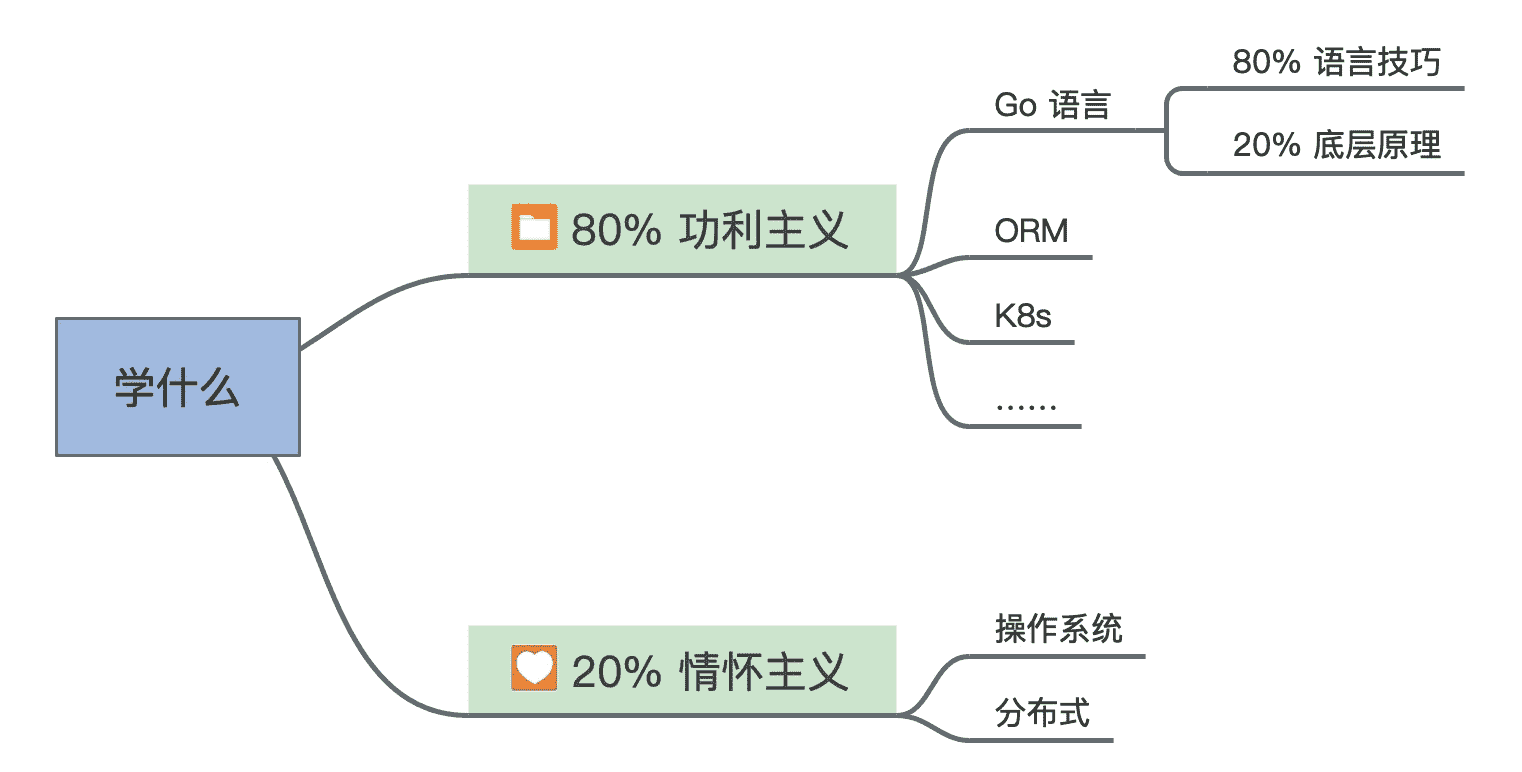 学什么
80% 功利主义
Go 语言
80% 语言技巧
20% 底层原理
ORM
K8s
……
20% 情怀主义
操作系统
分布式